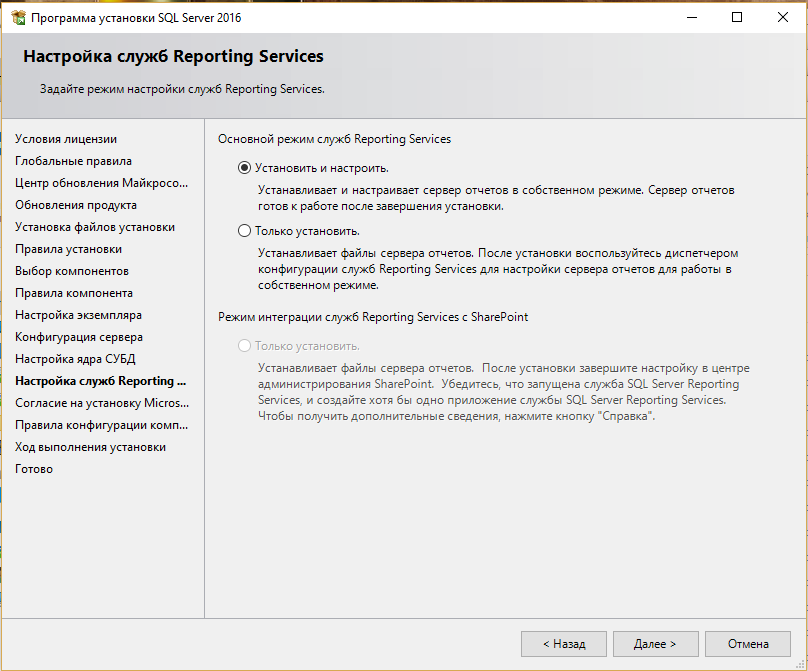 Программа установки SQL Server 2016
Настройка служб Reporting Services
Задайте режим настройки служб Reporting Services.
Условия лицензии
Глобальные правила
Центр обновления Майкросо...
Обновления продукта
Установка файлов установки
Правила установки
Выбор компонентов
Правила компонента
Настройка экземпляра
Конфигурация сервера
Настройка ядра СУБД
Настройка служб Reporting ...
Согласие на установку Micros...
Правила конфигурации комп...
Ход выполнения установки
Готово
Основной режим служб Reporting Services
Установить и настроить.
Устанавливает и настраивает сервер отчетов в собственном режиме. Сервер отчетов
готов к работе после завершения установки.
Только установить.
Устанавливает файлы сервера отчетов. После установки воспользуйтесь диспетчером
конфигурации служб Reporting Services для настройки сервера отчетов для работы в
собственном режиме.
Режим интеграции служб Reporting Services с SharePoint
Только установить.
Устанавливает файлы сервера отчетов.  После установки завершите настройку в центре
администрирования SharePoint.  Убедитесь, что запущена служба SQL Server Reporting
Services, и создайте хотя бы одно приложение службы SQL Server Reporting Services.
Чтобы получить дополнительные сведения, нажмите кнопку "Справка".
< Назад
Далее >
Отмена